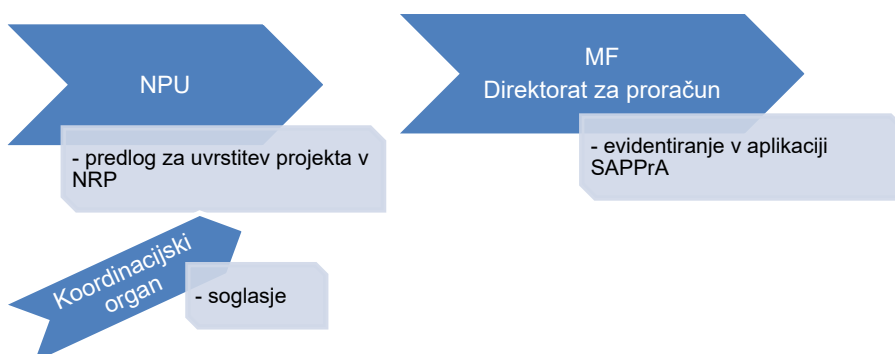 NPU
- predlog za uvrstitev projekta v
NRP
MF
Direktorat za proračun
- evidentiranje v aplikaciji
SAPPrA
Koordinacijski
organ
- soglasje